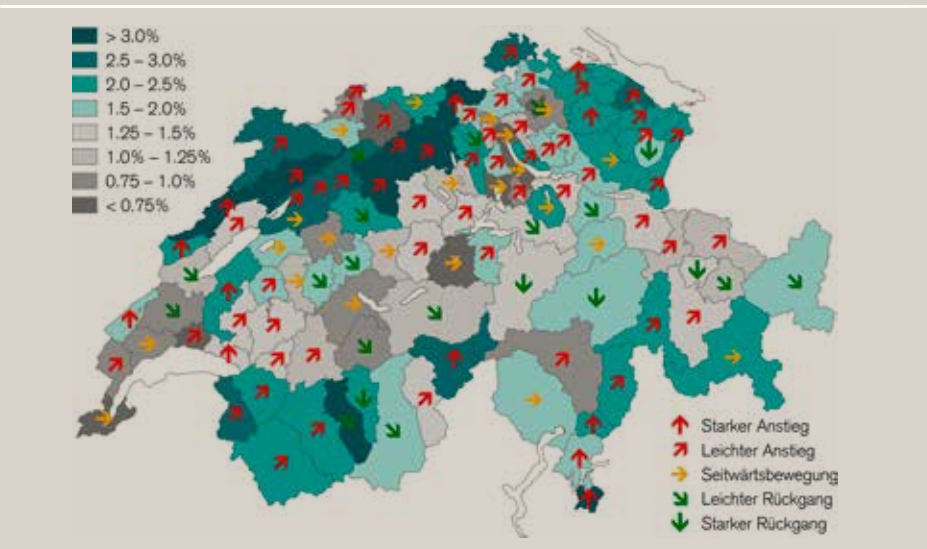 > 3.0%
2.5 – 3.0%
2.0 – 2.5%
1.5 – 2.0%
1.25 – 1.5%
1.0% – 1.25%
0.75 – 1.0%
< 0.75%
Starker Anstieg
Leichter Anstieg
Seitwärtsbewegung
Leichter Rückgang
Starker Rückgang